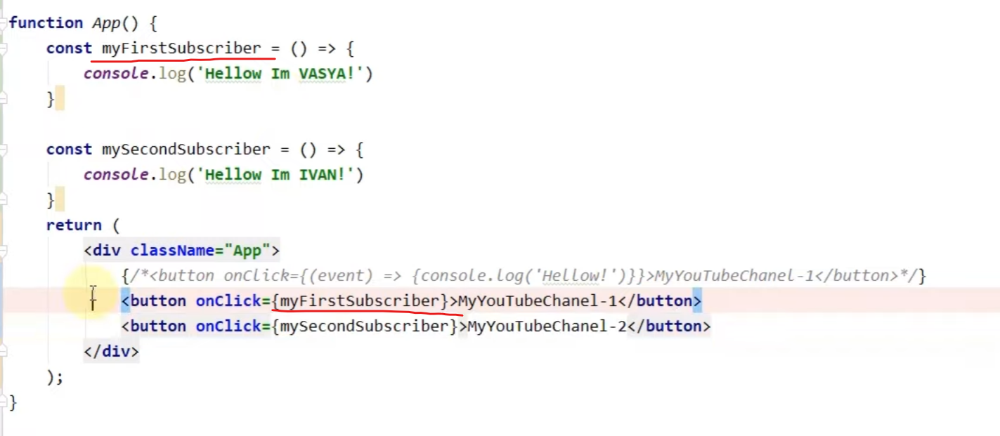 function App() {
const myFirstSubscriber = () => {
console.log('Hellow Im VASYA!')
}
const mySecondSubscriber = () => {
console.log('Hellow Im IVAN!')
}
return (
<div className="App">
{/*<button onClick={(event) => {console.log('Hellow!')}}>MyYouTubeChanel-1</button>*/}
<button onClick={myFirstSubscriber}>MyYouTubeChanel-1</button>
<button onClick={mySecondSubscriber}>MyYouTubeChanel-2</button>
</div>
);
}